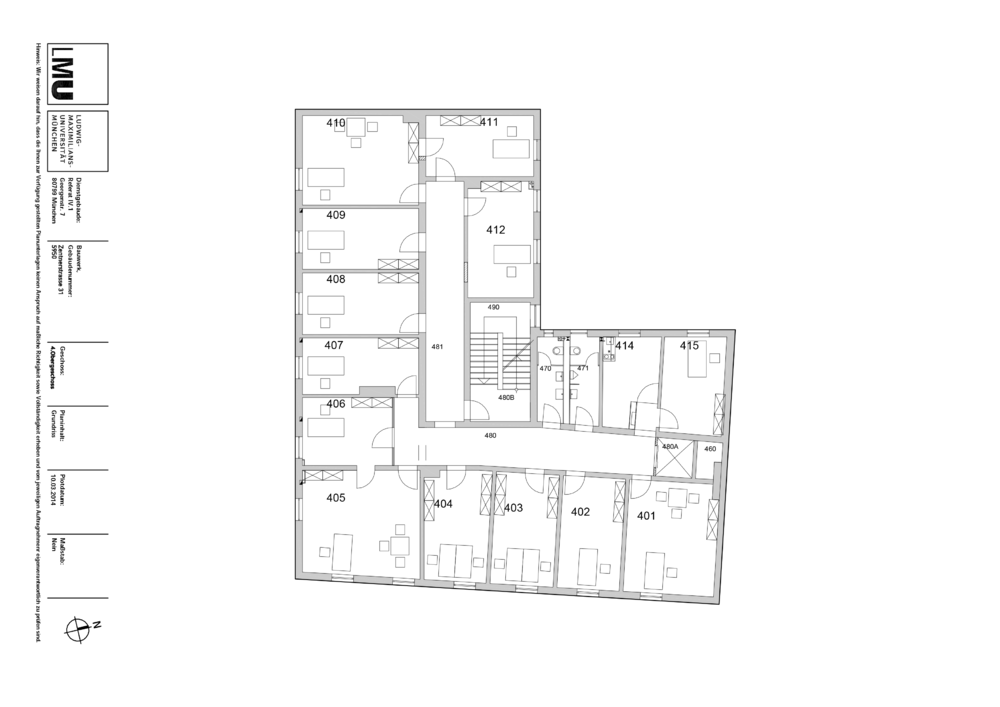 LMU
LUDWIG-
MAXIMILIANS-
UNIVERSITÄT
MÜNCHEN
Dienstgebäude:
Referat IV.1
Georgenstr. 7
80799 München
Bauwerk,
Gebäudenummer:
Zentnerstrasse 31
5950
Geschoss:
4.Obergeschoss
Planinhalt:
Grundriss
Plotdatum:
10.03.2014
Maßstab:
Nein
N
Hinweis: Wir weisen darauf hin, dass die Ihnen zur Verfügung gestellten Planunterlagen keinen Anspruch auf maßliche Richtigkeit sowie Vollständigkeit erheben und vom jeweiligen Auftragnehmer eigenverantwortlich zu prüfen sind.
410
411
409
412
408
490
407
481
414
415
470
471
480B
406
480
480A
460
405
404
403
402
401